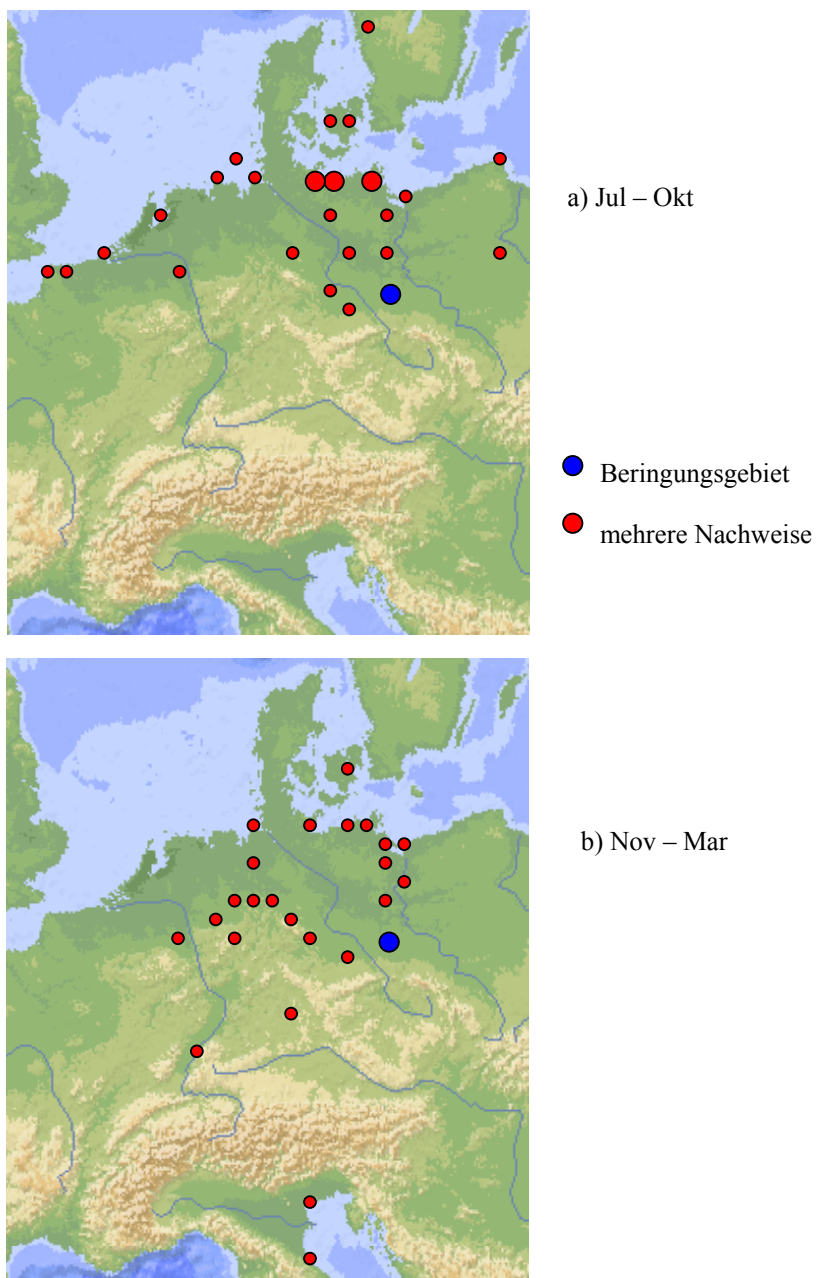 a) Jul – Okt
Beringungsgebiet
mehrere Nachweise
b) Nov – Mar